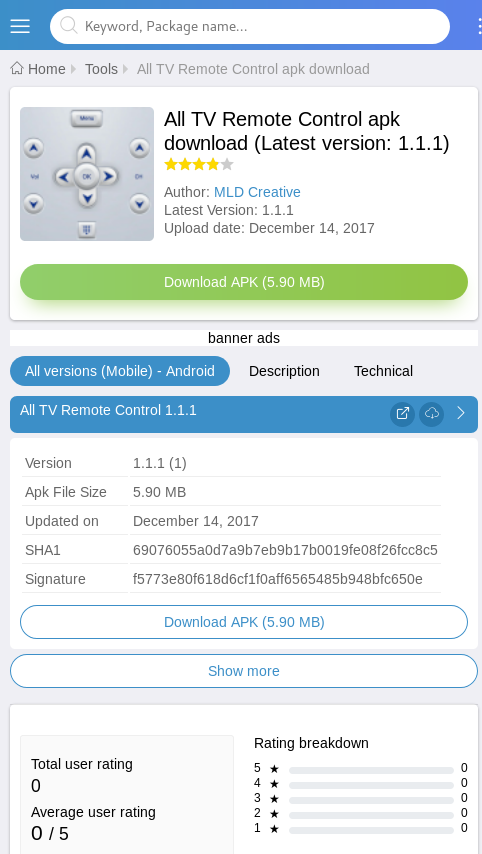 Keyword, Package name...
Home Tools All TV Remote Control apk download
Menu
Vol
OK
CH
All TV Remote Control apk
download (Latest version: 1.1.1)
Author: MLD Creative
Latest Version: 1.1.1
Upload date: December 14, 2017
Download APK (5.90 MB)
banner ads
All versions (Mobile) - Android Description Technical
All TV Remote Control 1.1.1
Version 1.1.1 (1)
Apk File Size 5.90 MB
Updated on December 14, 2017
SHA1 69076055a0d7a9b7eb9b17b0019fe08f26fcc8c5
Signature f5773e80f618d6cf1f0aff6565485b948bfc650e
Download APK (5.90 MB)
Show more
Total user rating
0
Average user rating
0 / 5
Rating breakdown
5 ★ 0
4 ★ 0
3 ★ 0
2 ★ 0
1 ★ 0